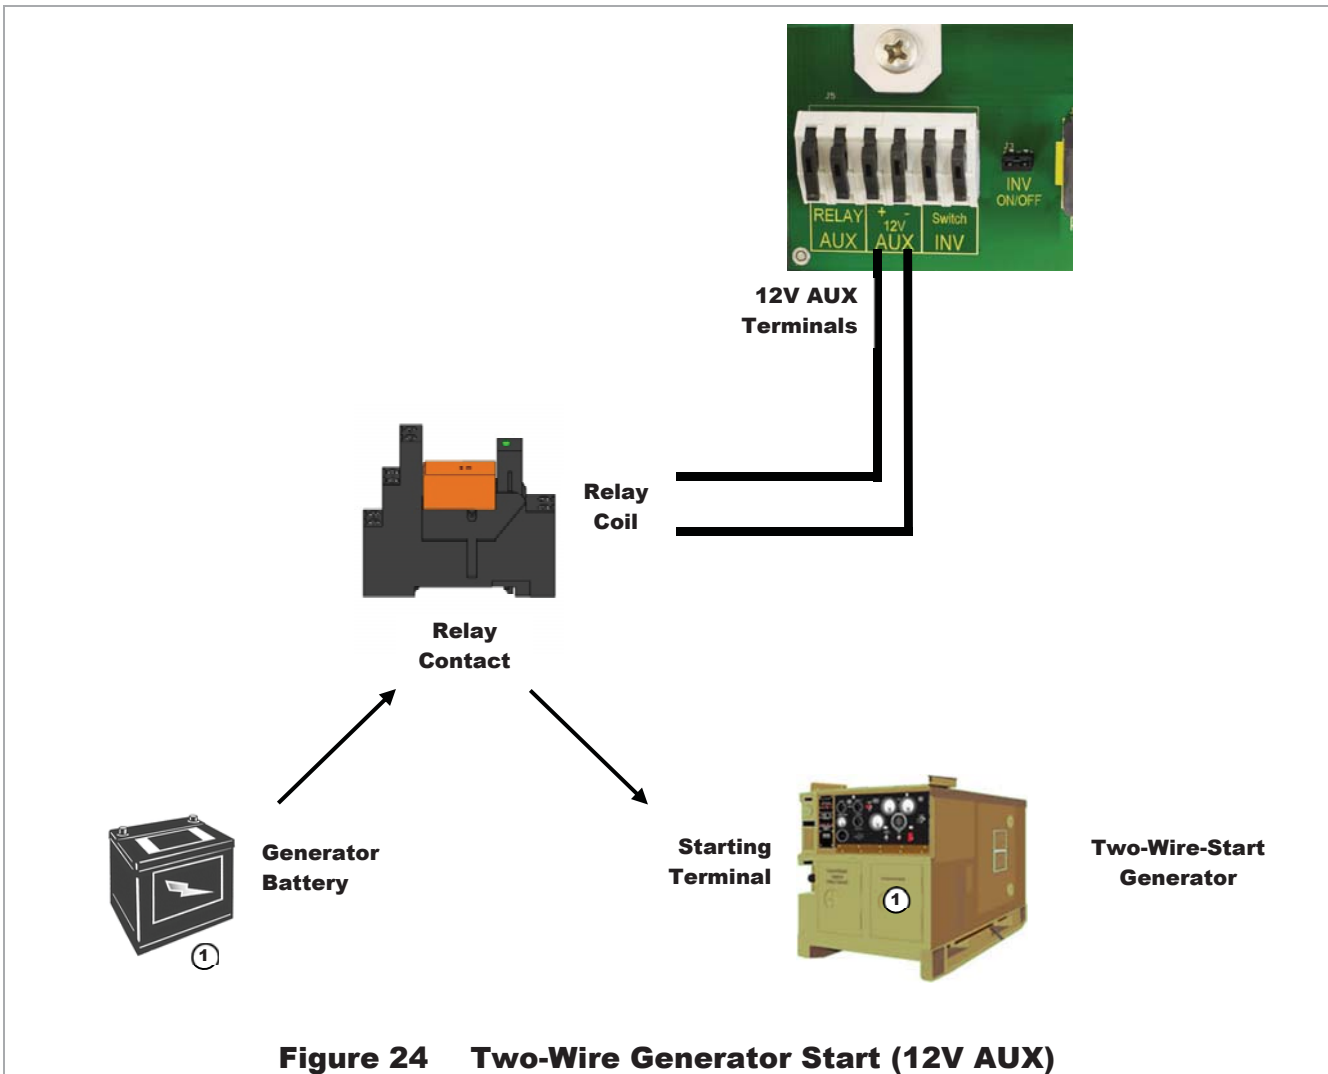 J5
J3
INV
ON/OFF
RELAY
AUX
+ -
12V
AUX
Switch
INV
12V AUX
Terminals
Relay
Coil
Relay
Contact
Generator
Battery
1
Starting
Terminal
1
Two-Wire-Start
Generator
Figure 24 Two-Wire Generator Start (12V AUX)